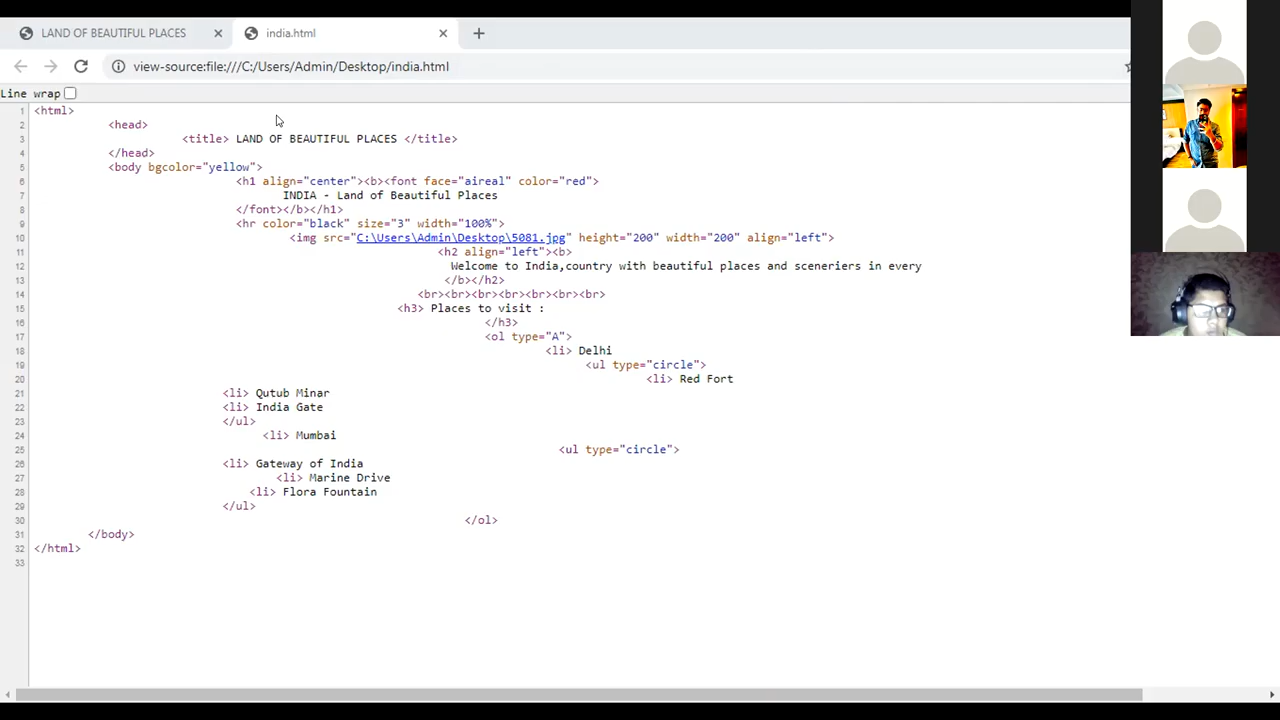 LAND OF BEAUTIFUL PLACES
india.html
view-source:file:///C:/Users/Admin/Desktop/india.html
Line wrap
1 <html>
2 <head>
3 <title> LAND OF BEAUTIFUL PLACES </title>
4 </head>
5 <body bgcolor="yellow">
6 <h1 align="center"><b><font face="aireal" color="red">
7 INDIA - Land of Beautiful Places
8 </font></b></h1>
9 <hr color="black" size="3" width="100%">
10 <img src="C:\Users\Admin\Desktop\5081.jpg" height="200" width="200" align="left">
11 <h2 align="left"><b>
12 Welcome to India,country with beautiful places and sceneriers in every
13 </b></h2>
14 <br><br><br><br><br><br><br>
15 <h3> Places to visit :
16 </h3>
17 <ol type="A">
18 <li> Delhi
19 <ul type="circle">
20 <li> Red Fort
21 <li> Qutub Minar
22 <li> India Gate
23 </ul>
24 <li> Mumbai
25 <ul type="circle">
26 <li> Gateway of India
27 <li> Marine Drive
28 <li> Flora Fountain
29 </ul>
30 </ol>
31 </body>
32 </html>
33